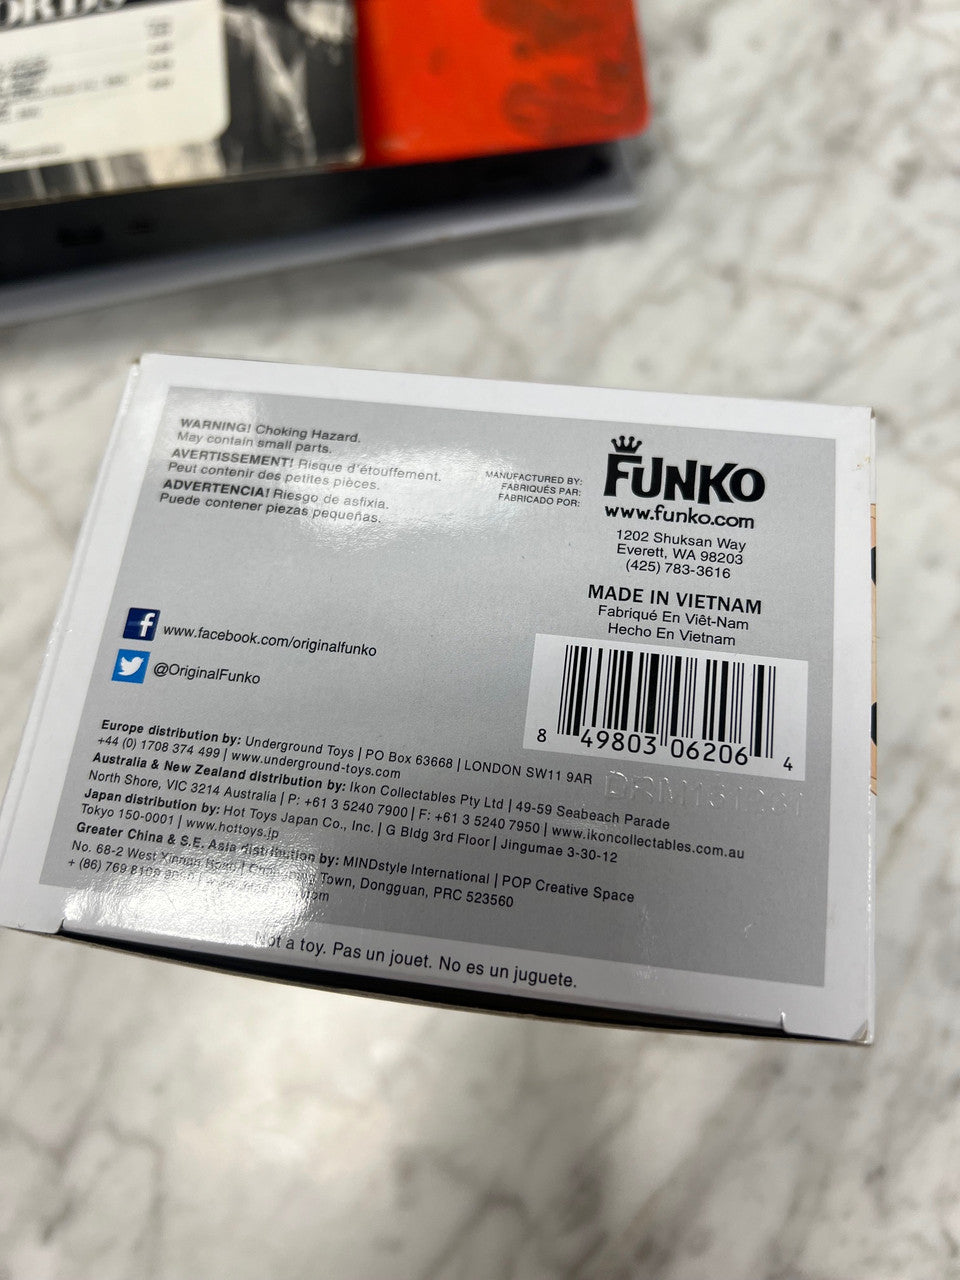 ORDS
WARNING! Choking Hazard.
May contain small parts.
AVERTISSEMENT! Risque d'étouffement.
Peut contenir des petites pièces.
ADVERTENCIA! Riesgo de asfixia.
Puede contener piezas pequeñas.
MANUFACTURED BY:
FABRIQUÉS PAR:
FABRICADO POR:
FUNKO
www.funko.com
1202 Shuksan Way
Everett, WA 98203
(425) 783-3616
MADE IN VIETNAM
Fabriqué En Viêt-Nam
Hecho En Vietnam
f www.facebook.com/originalfunko
@OriginalFunko
8 49803 06206 4
Europe distribution by: Underground Toys | PO Box 63668 | LONDON SW11 9AR
+44 (0) 1708 374 499 | www.underground-toys.com
Australia & New Zealand distribution by: Ikon Collectables Pty Ltd | 49-59 Seabeach Parade
North Shore, VIC 3214 Australia | P: +61 3 5240 7900 | F: +61 3 5240 7950 | www.ikoncollectables.com.au
Japan distribution by: Hot Toys Japan Co., Inc. | G Bldg 3rd Floor | Jingumae 3-30-12
Tokyo 150-0001 | www.hottoys.jp
Greater China & S.E. Asia distribution by: MINDstyle International | POP Creative Space
No. 68-2 West Town, Dongguan, PRC 523560
+ (86) 769
Not a toy. Pas un jouet. No es un juguete.